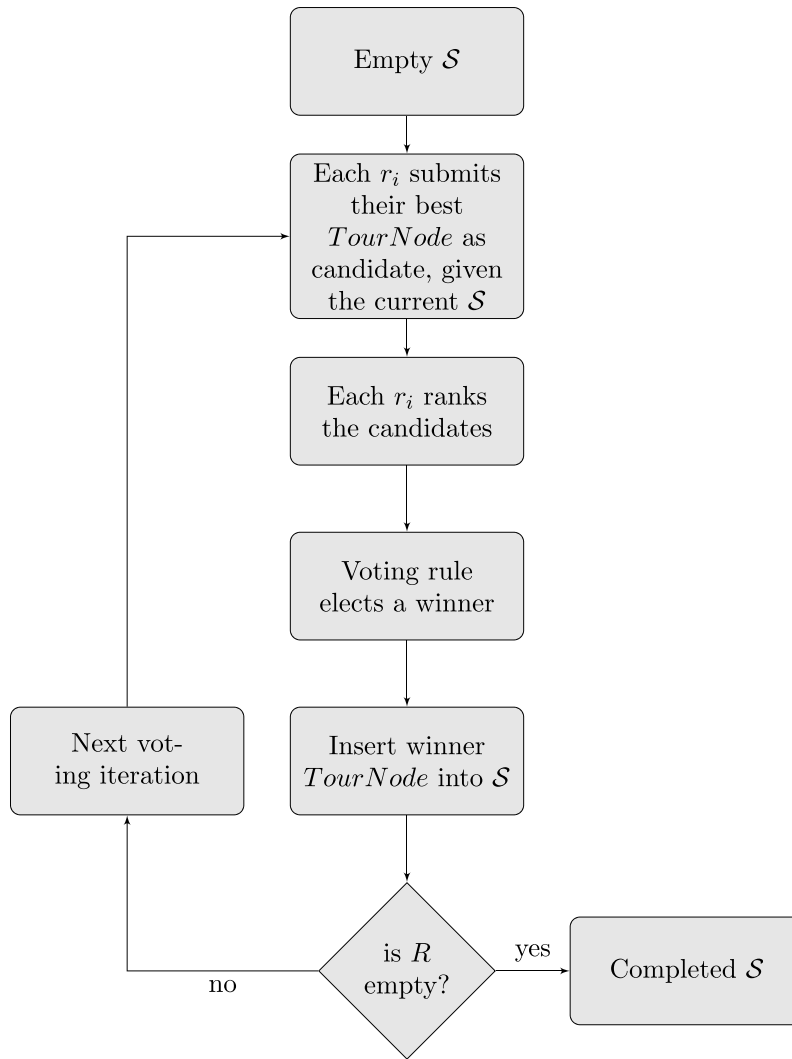 Empty 𝒮
Each rᵢ submits
their best
TourNode as
candidate, given
the current 𝒮
Each rᵢ ranks
the candidates
Voting rule
elects a winner
Next vot-
ing iteration
Insert winner
TourNode into 𝒮
is R
empty?
yes
no
Completed 𝒮